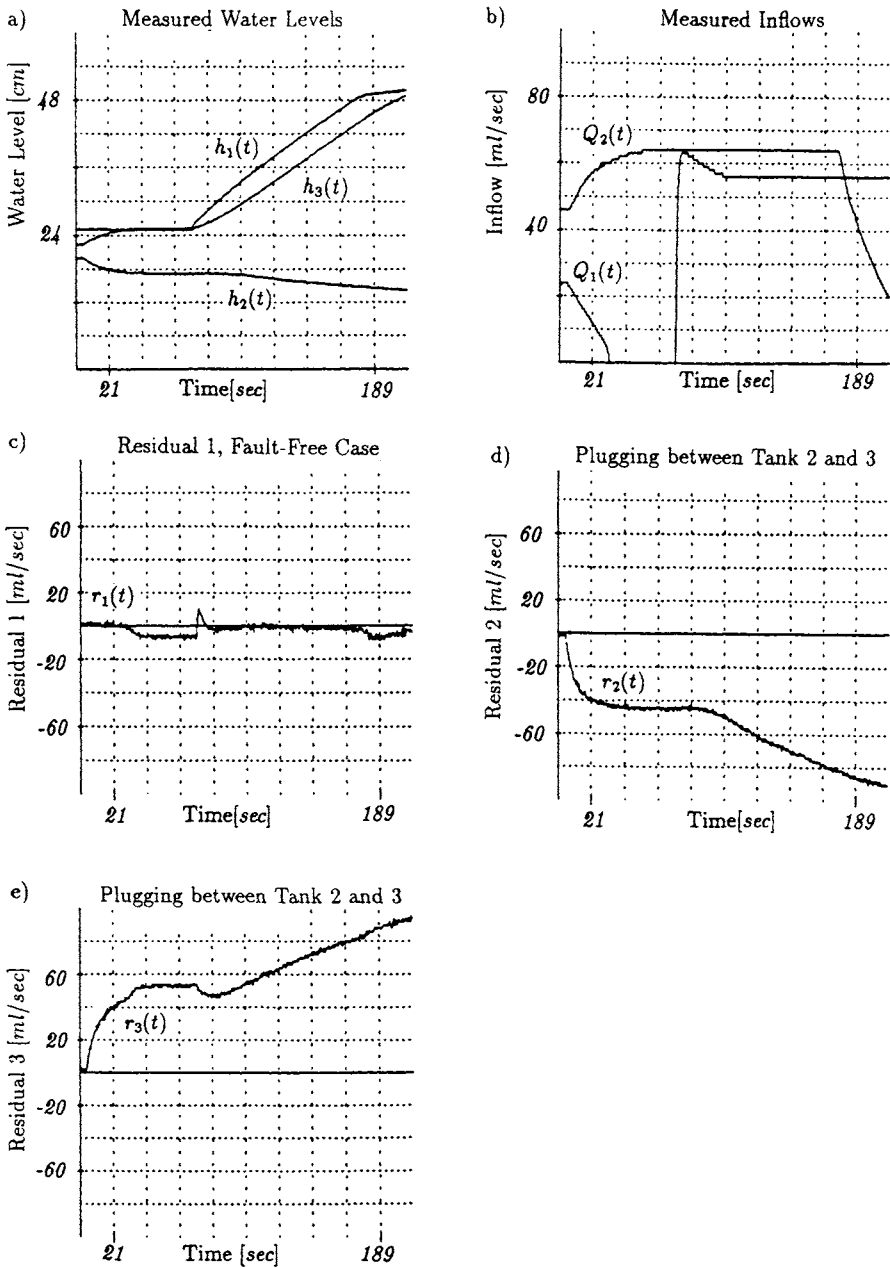 a) Measured Water Levels
Water Level [cm]
48
24
h₁(t)
h₃(t)
h₂(t)
21 Time[sec] 189
b) Measured Inflows
Inflow [ml/sec]
80
40
Q₂(t)
Q₁(t)
21 Time [sec] 189
c) Residual 1, Fault-Free Case
Residual 1 [ml/sec]
60
20
-20
-60
r₁(t)
21 Time[sec] 189
d) Plugging between Tank 2 and 3
Residual 2 [ml/sec]
60
20
-20
-60
r₂(t)
21 Time[sec] 189
e) Plugging between Tank 2 and 3
Residual 3 [ml/sec]
60
20
-20
-60
r₃(t)
21 Time [sec] 189